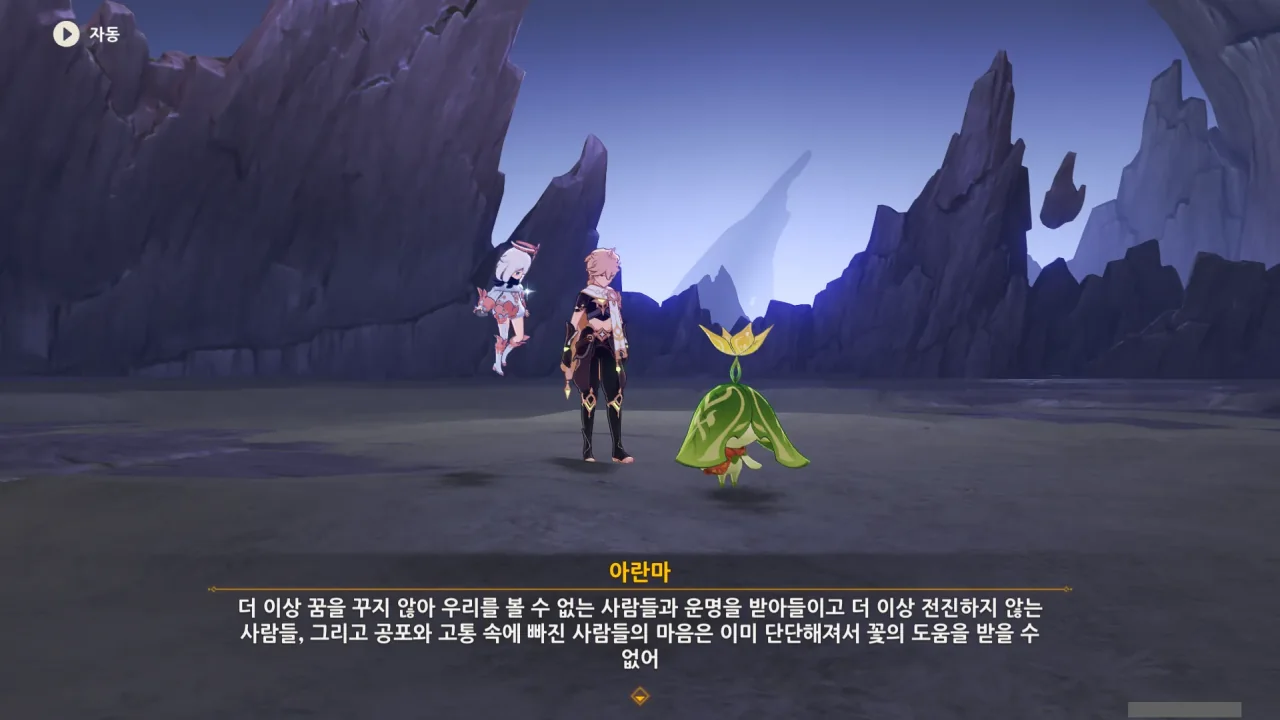 자동
아란마
더 이상 꿈을 꾸지 않아 우리를 볼 수 없는 사람들과 운명을 받아들이고 더 이상 전진하지 않는
사람들, 그리고 공포와 고통 속에 빠진 사람들의 마음은 이미 단단해져서 꽃의 도움을 받을 수
없어